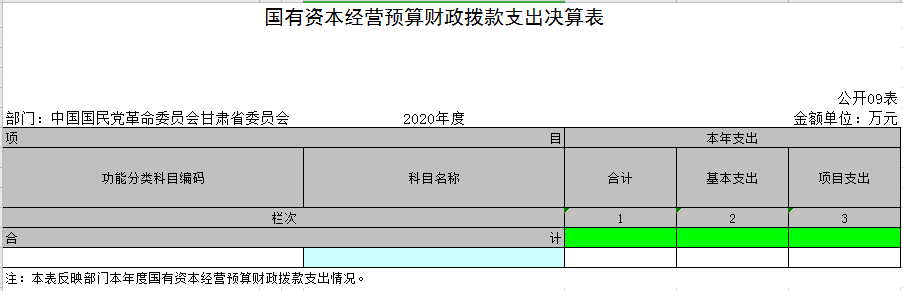 国有资本经营预算财政拨款支出决算表
公开09表
部门：中国国民党革命委员会甘肃省委员会 2020年度 金额单位：万元
项 目 本年支出
功能分类科目编码 科目名称 合计 基本支出 项目支出
栏次 1 2 3
合 计
注：本表反映部门本年度国有资本经营预算财政拨款支出情况。